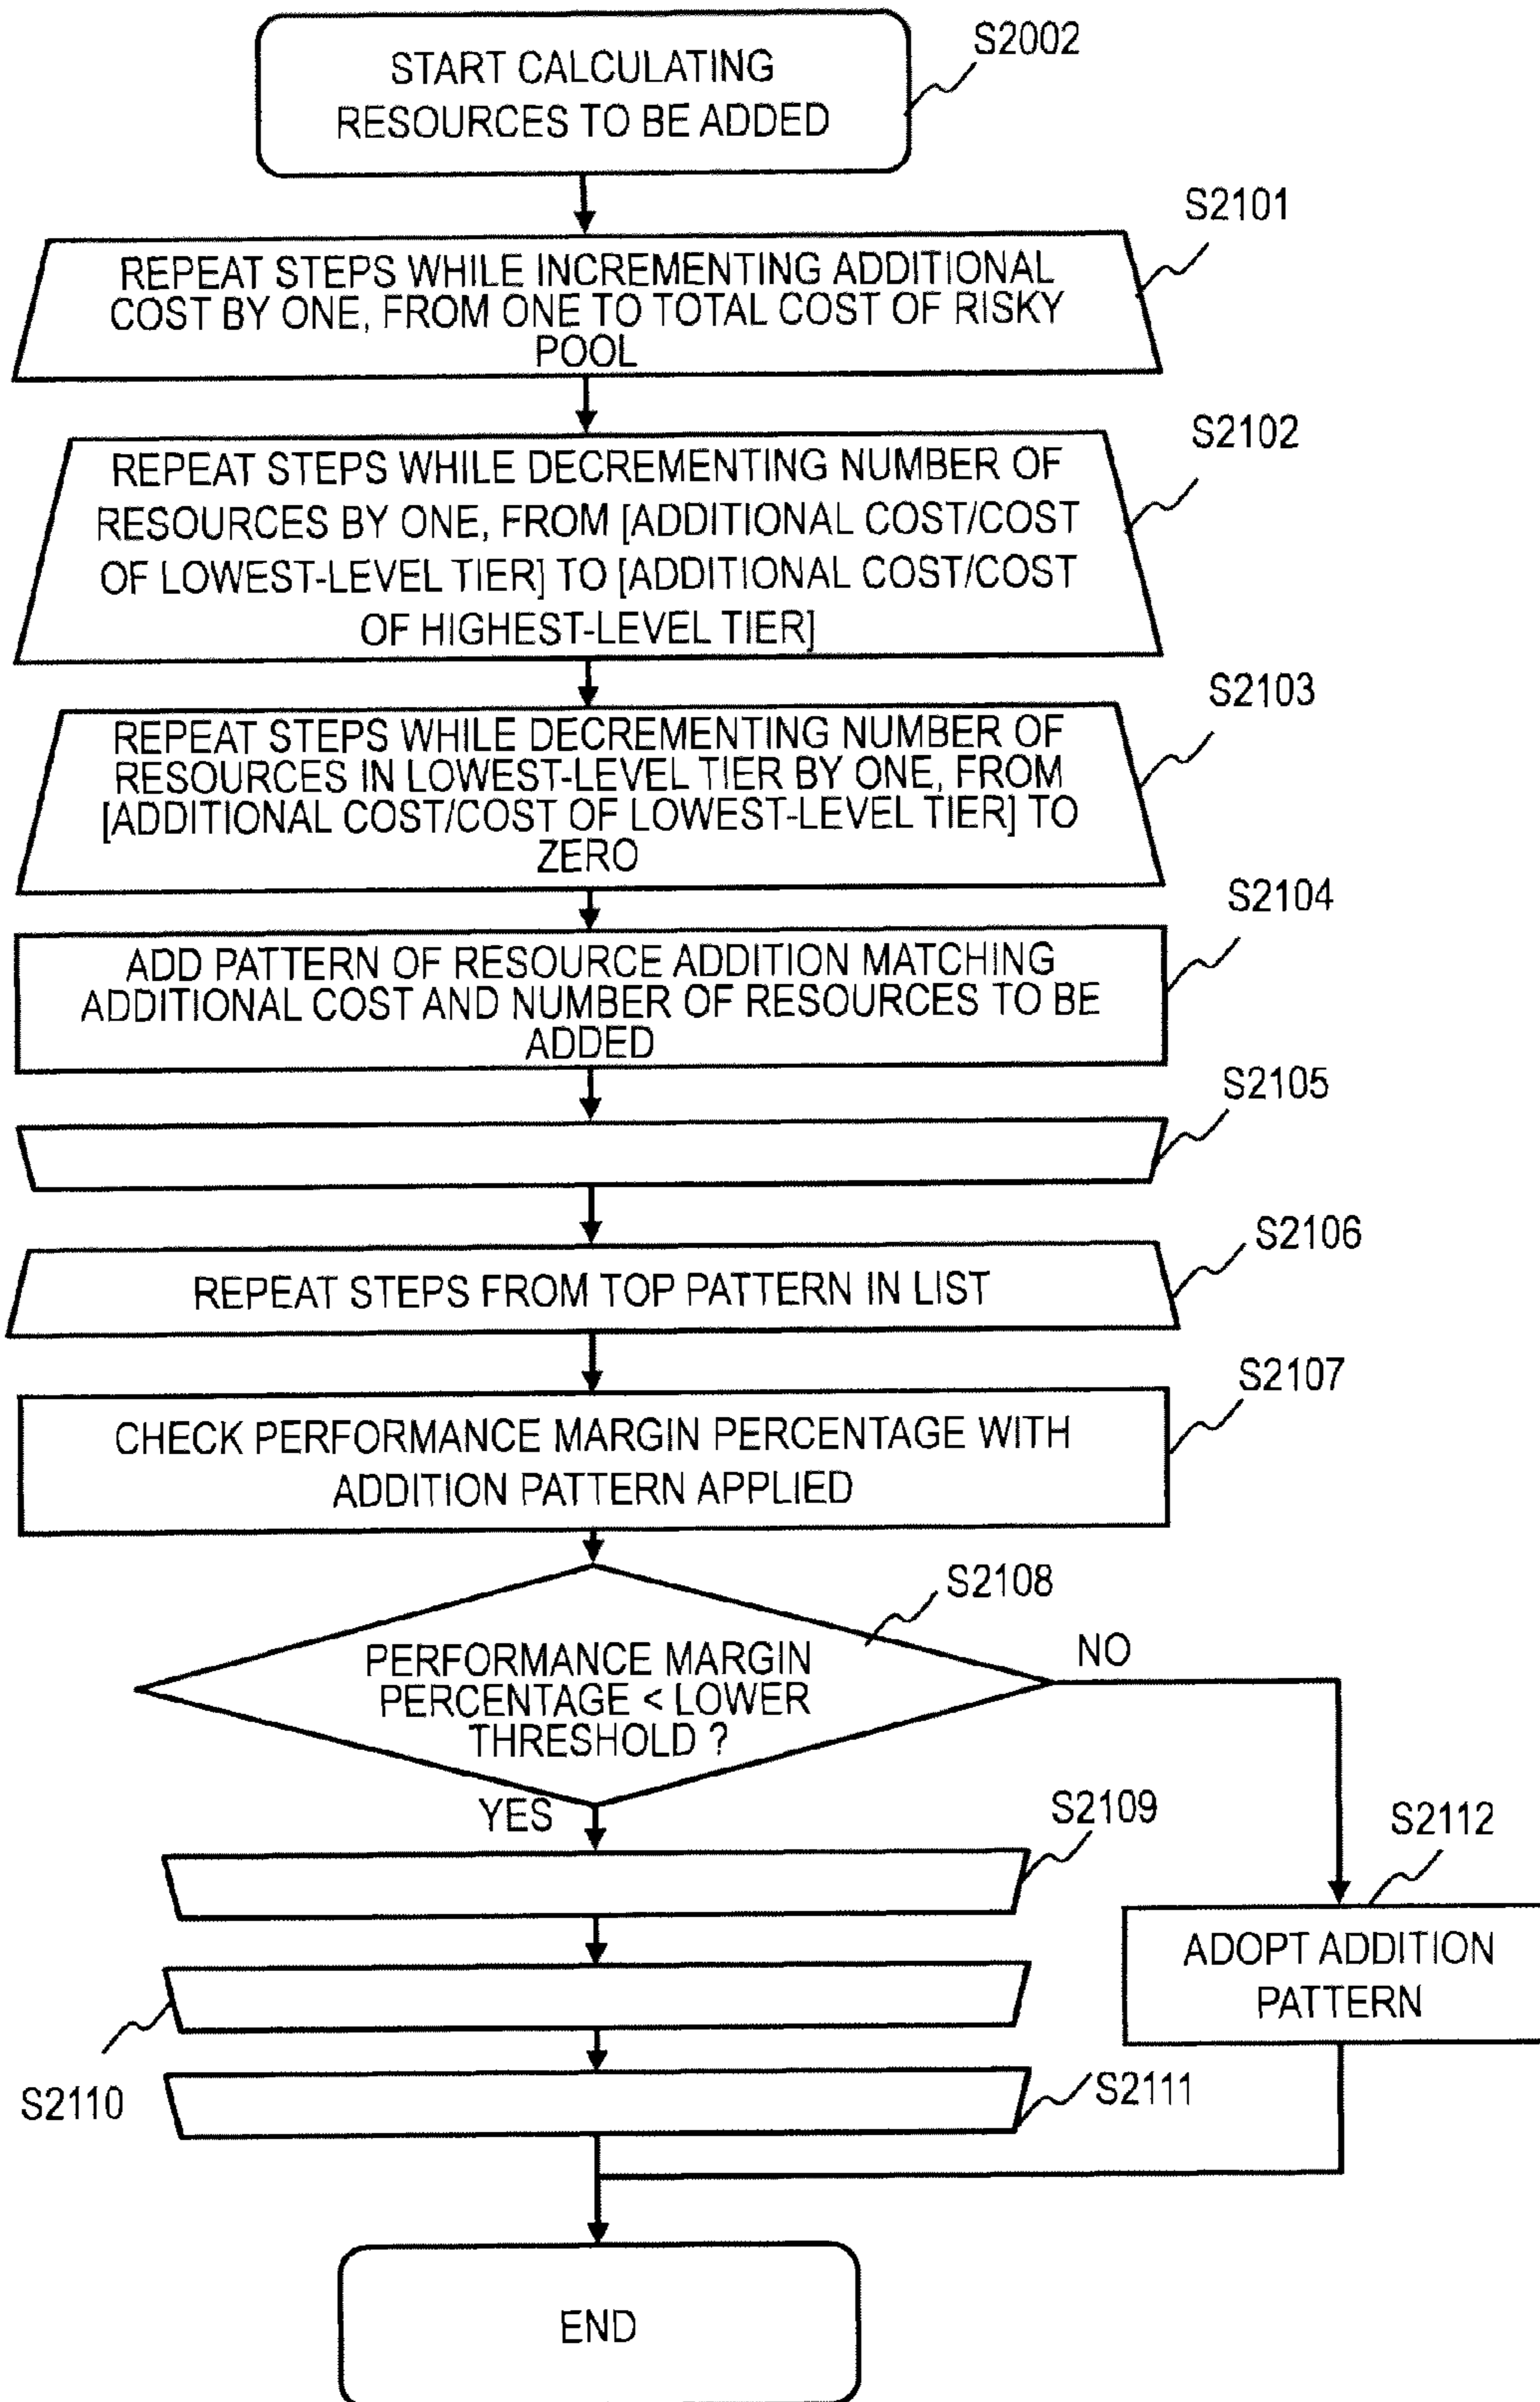 START CALCULATING
RESOURCES TO BE ADDED
S2002
S2101
REPEAT STEPS WHILE INCREMENTING ADDITIONAL
COST BY ONE, FROM ONE TO TOTAL COST OF RISKY
POOL
S2102
REPEAT STEPS WHILE DECREMENTING NUMBER OF
RESOURCES BY ONE, FROM [ADDITIONAL COST/COST
OF LOWEST-LEVEL TIER] TO [ADDITIONAL COST/COST
OF HIGHEST-LEVEL TIER]
S2103
REPEAT STEPS WHILE DECREMENTING NUMBER OF
RESOURCES IN LOWEST-LEVEL TIER BY ONE, FROM
[ADDITIONAL COST/COST OF LOWEST-LEVEL TIER] TO
ZERO
S2104
ADD PATTERN OF RESOURCE ADDITION MATCHING
ADDITIONAL COST AND NUMBER OF RESOURCES TO BE
ADDED
S2105
S2106
REPEAT STEPS FROM TOP PATTERN IN LIST
S2107
CHECK PERFORMANCE MARGIN PERCENTAGE WITH
ADDITION PATTERN APPLIED
S2108
PERFORMANCE MARGIN
PERCENTAGE < LOWER
THRESHOLD ?
NO
YES
S2109
S2112
ADOPT ADDITION
PATTERN
S2110
S2111
END